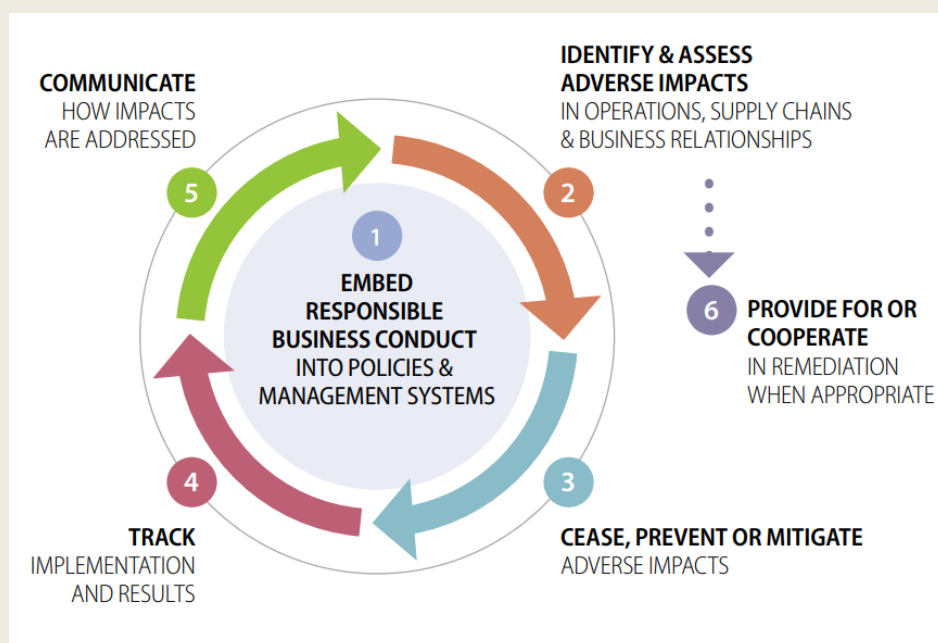 1
EMBED
RESPONSIBLE
BUSINESS CONDUCT
INTO POLICIES &
MANAGEMENT SYSTEMS
IDENTIFY & ASSESS
ADVERSE IMPACTS
IN OPERATIONS, SUPPLY CHAINS
& BUSINESS RELATIONSHIPS
2
CEASE, PREVENT OR MITIGATE
ADVERSE IMPACTS
3
TRACK
IMPLEMENTATION
AND RESULTS
4
COMMUNICATE
HOW IMPACTS
ARE ADDRESSED
5
6
PROVIDE FOR OR
COOPERATE
IN REMEDIATION
WHEN APPROPRIATE